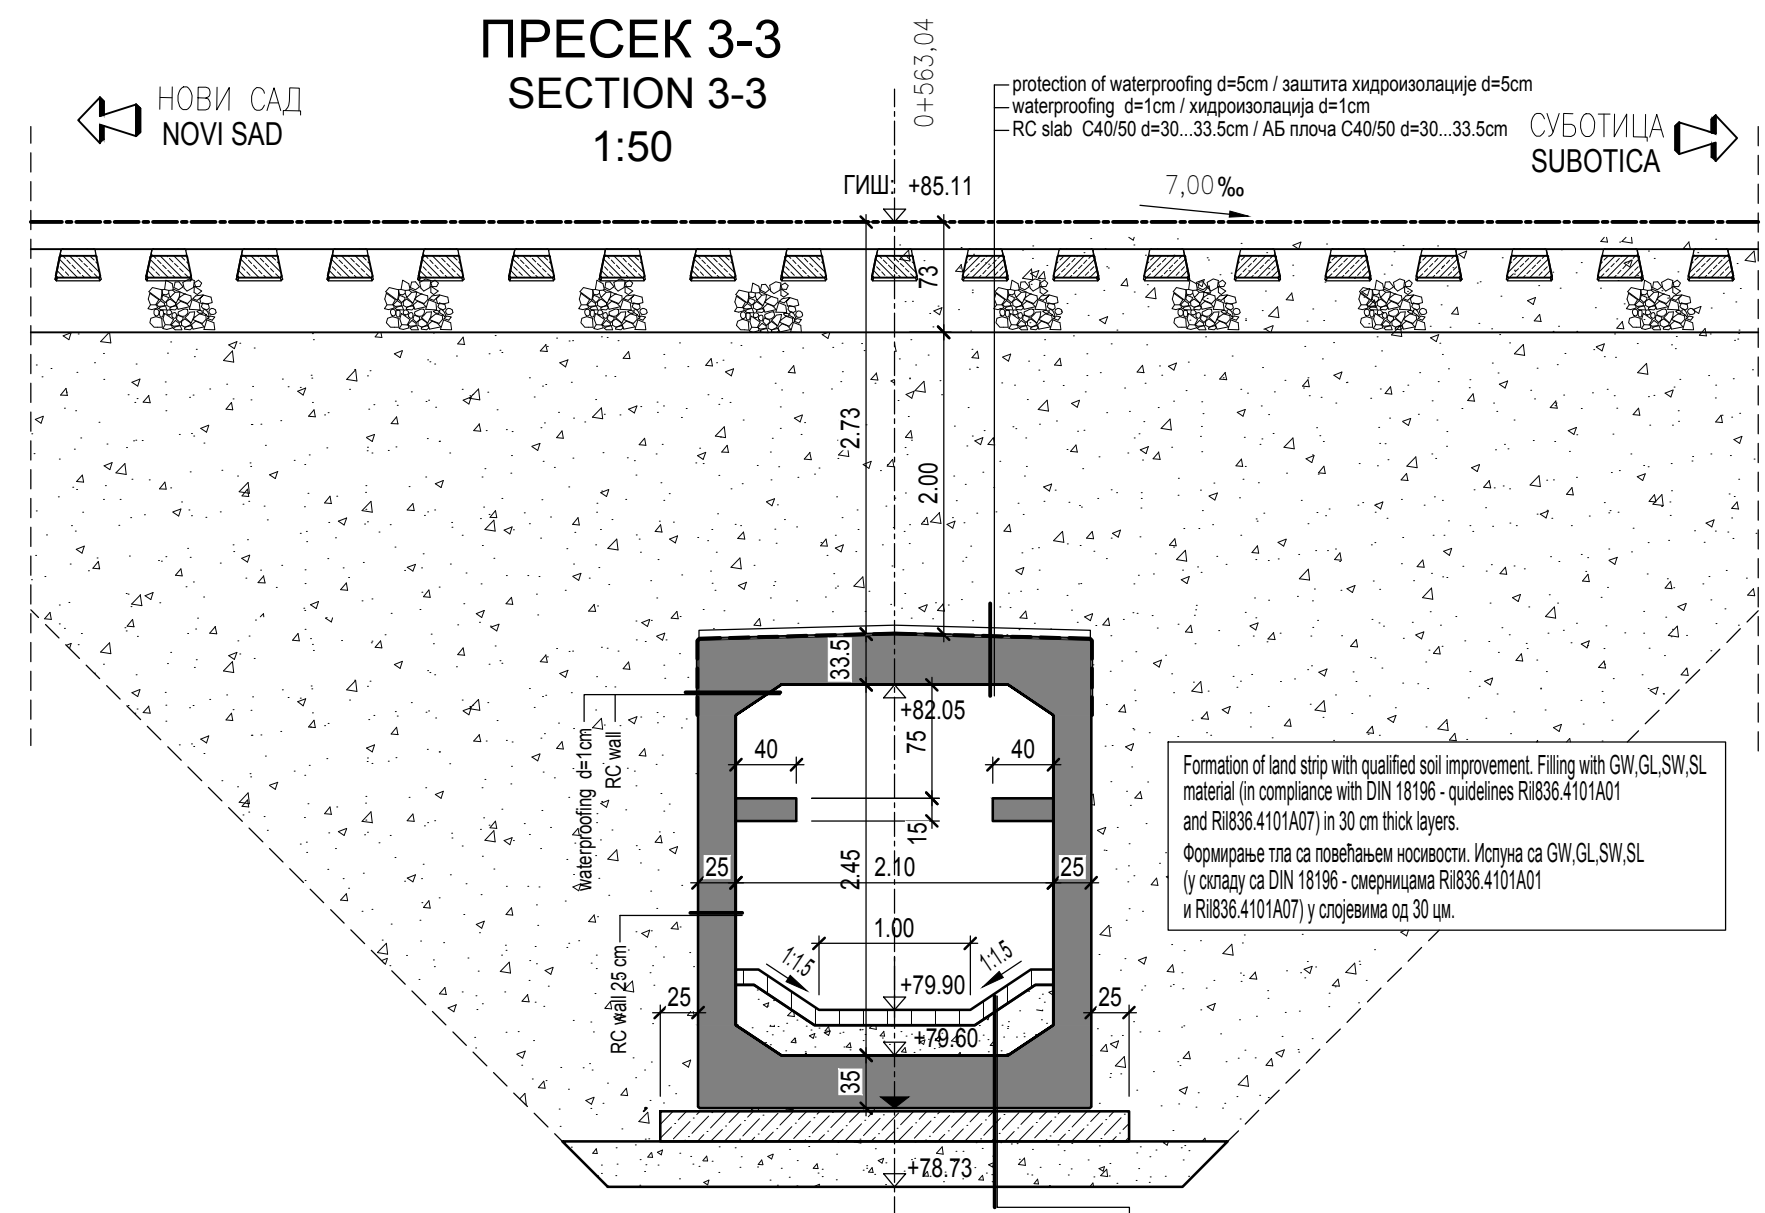 ПРЕСЕК 3-3
SECTION 3-3
1:50
НОВИ САД
NOVI SAD
0+563,04
protection of waterproofing d=5cm / заштита хидроизолације d=5cm
waterproofing d=1cm / хидроизолација d=1cm
RC slab C40/50 d=30...33.5cm / АБ плоча C40/50 d=30...33.5cm
СУБОТИЦА
SUBOTICA
ГИШ: +85.11
7,00‰
73
2.73
2.00
33.5
+82.05
75
40
40
15
waterproofing d=1cm
RC wall
Formation of land strip with qualified soil improvement. Filling with GW,GL,SW,SL
material (in compliance with DIN 18196 - quidelines Ril836.4101A01
and Ril836.4101A07) in 30 cm thick layers.
Формирање тла са повећањем носивости. Испуна са GW,GL,SW,SL
(у складу са DIN 18196 - смерницама Ril836.4101A01
и Ril836.4101A07) у слојевима од 30 цм.
25
2.45
2.10
25
1.00
1:1.5
1:1.5
RC wall 25 cm
+79.90
25
25
+79.60
35
+78.73